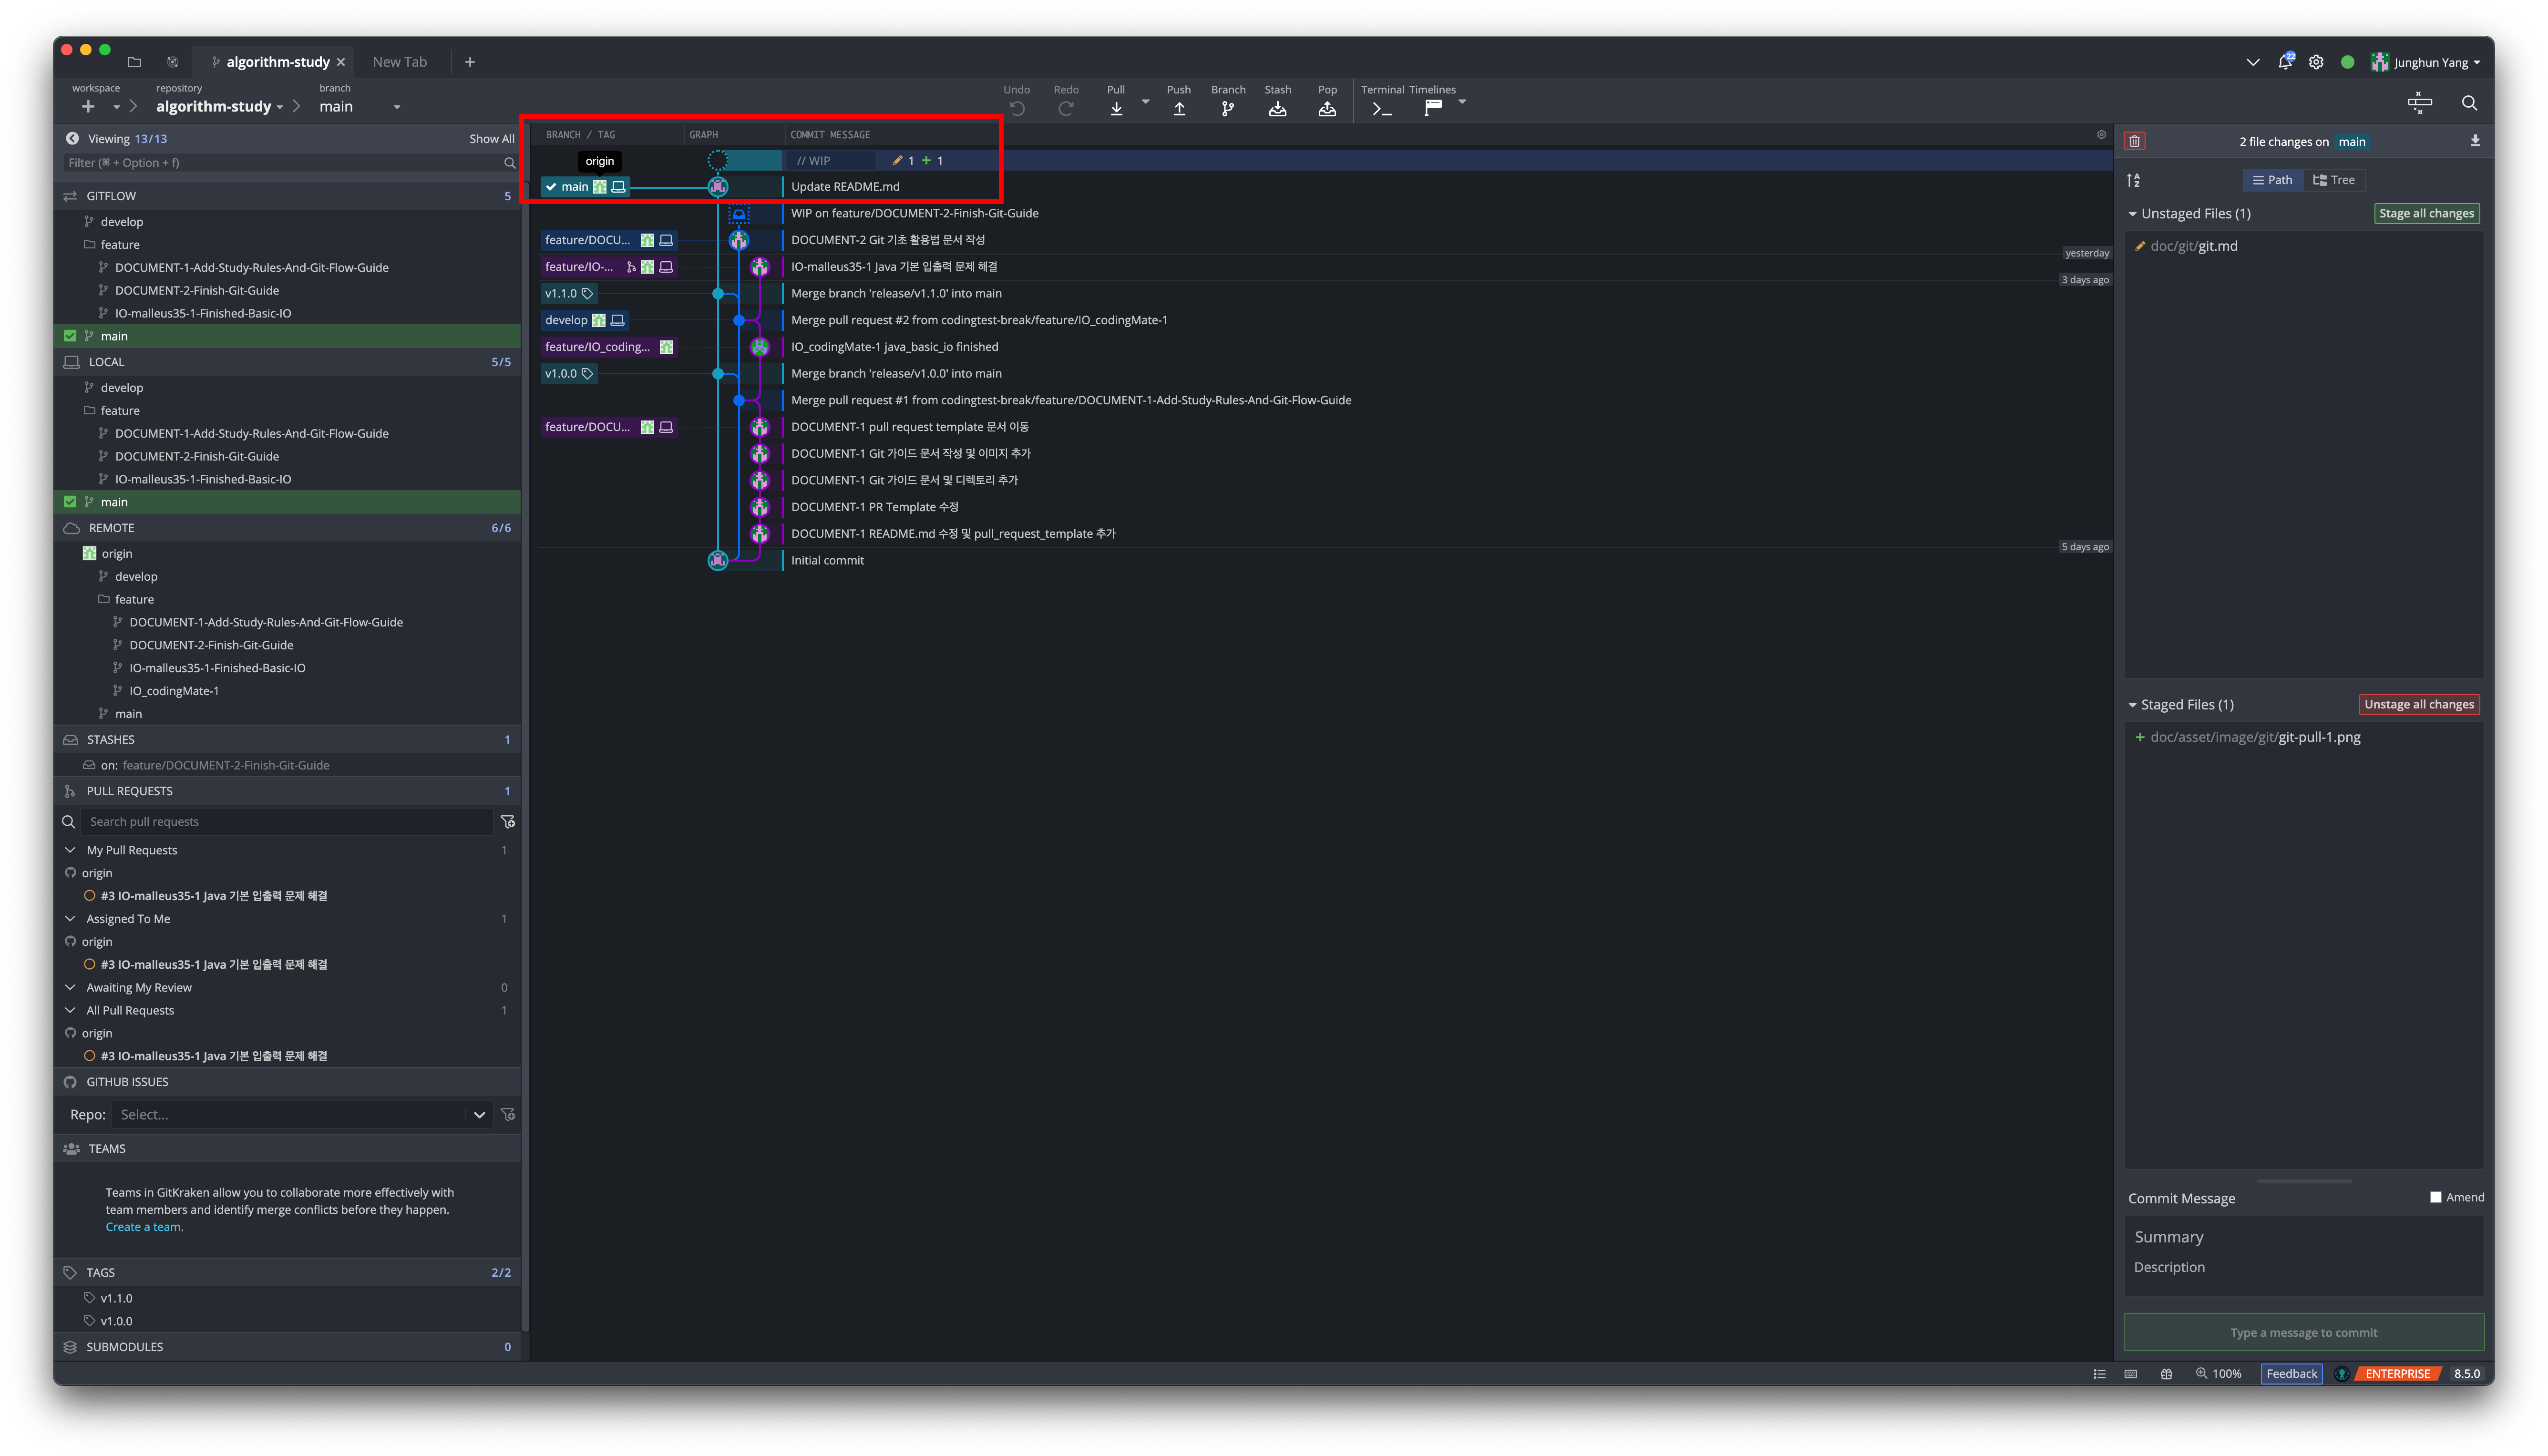 algorithm-study
New Tab
22
Junghun Yang
workspace
repository
algorithm-study
branch
main
Undo
Redo
Pull
Push
Branch
Stash
Pop
Terminal
Timelines
Viewing 13/13
Show All
Filter (⌘ + Option + f)
GITFLOW 5
develop
feature
DOCUMENT-1-Add-Study-Rules-And-Git-Flow-Guide
DOCUMENT-2-Finish-Git-Guide
IO-malleus35-1-Finished-Basic-IO
main
LOCAL 5/5
develop
feature
DOCUMENT-1-Add-Study-Rules-And-Git-Flow-Guide
DOCUMENT-2-Finish-Git-Guide
IO-malleus35-1-Finished-Basic-IO
main
REMOTE 6/6
origin
develop
feature
DOCUMENT-1-Add-Study-Rules-And-Git-Flow-Guide
DOCUMENT-2-Finish-Git-Guide
IO-malleus35-1-Finished-Basic-IO
IO_codingMate-1
main
STASHES 1
on: feature/DOCUMENT-2-Finish-Git-Guide
PULL REQUESTS 1
Search pull requests
My Pull Requests 1
origin
#3 IO-malleus35-1 Java 기본 입출력 문제 해결
Assigned To Me 1
origin
#3 IO-malleus35-1 Java 기본 입출력 문제 해결
Awaiting My Review 0
All Pull Requests 1
origin
#3 IO-malleus35-1 Java 기본 입출력 문제 해결
GITHUB ISSUES
Repo: Select...
TEAMS
Teams in GitKraken allow you to collaborate more effectively with
team members and identify merge conflicts before they happen.
Create a team.
TAGS 2/2
v1.1.0
v1.0.0
SUBMODULES 0
BRANCH / TAG
GRAPH
COMMIT MESSAGE
origin
// WIP 1 + 1
main Update README.md
WIP on feature/DOCUMENT-2-Finish-Git-Guide
feature/DOCU... DOCUMENT-2 Git 기초 활용법 문서 작성
yesterday
feature/IO-... IO-malleus35-1 Java 기본 입출력 문제 해결
3 days ago
v1.1.0 Merge branch 'release/v1.1.0' into main
develop Merge pull request #2 from codingtest-break/feature/IO_codingMate-1
feature/IO_coding... IO_codingMate-1 java_basic_io finished
v1.0.0 Merge branch 'release/v1.0.0' into main
Merge pull request #1 from codingtest-break/feature/DOCUMENT-1-Add-Study-Rules-And-Git-Flow-Guide
feature/DOCU... DOCUMENT-1 pull request template 문서 이동
DOCUMENT-1 Git 가이드 문서 작성 및 이미지 추가
DOCUMENT-1 Git 가이드 문서 및 디렉토리 추가
DOCUMENT-1 PR Template 수정
DOCUMENT-1 README.md 수정 및 pull_request_template 추가
5 days ago
Initial commit
2 file changes on main
Path
Tree
Unstaged Files (1)
Stage all changes
doc/git/git.md
Staged Files (1)
Unstage all changes
+ doc/asset/image/git/git-pull-1.png
Commit Message
Amend
Summary
Description
Type a message to commit
100%
Feedback
ENTERPRISE
8.5.0